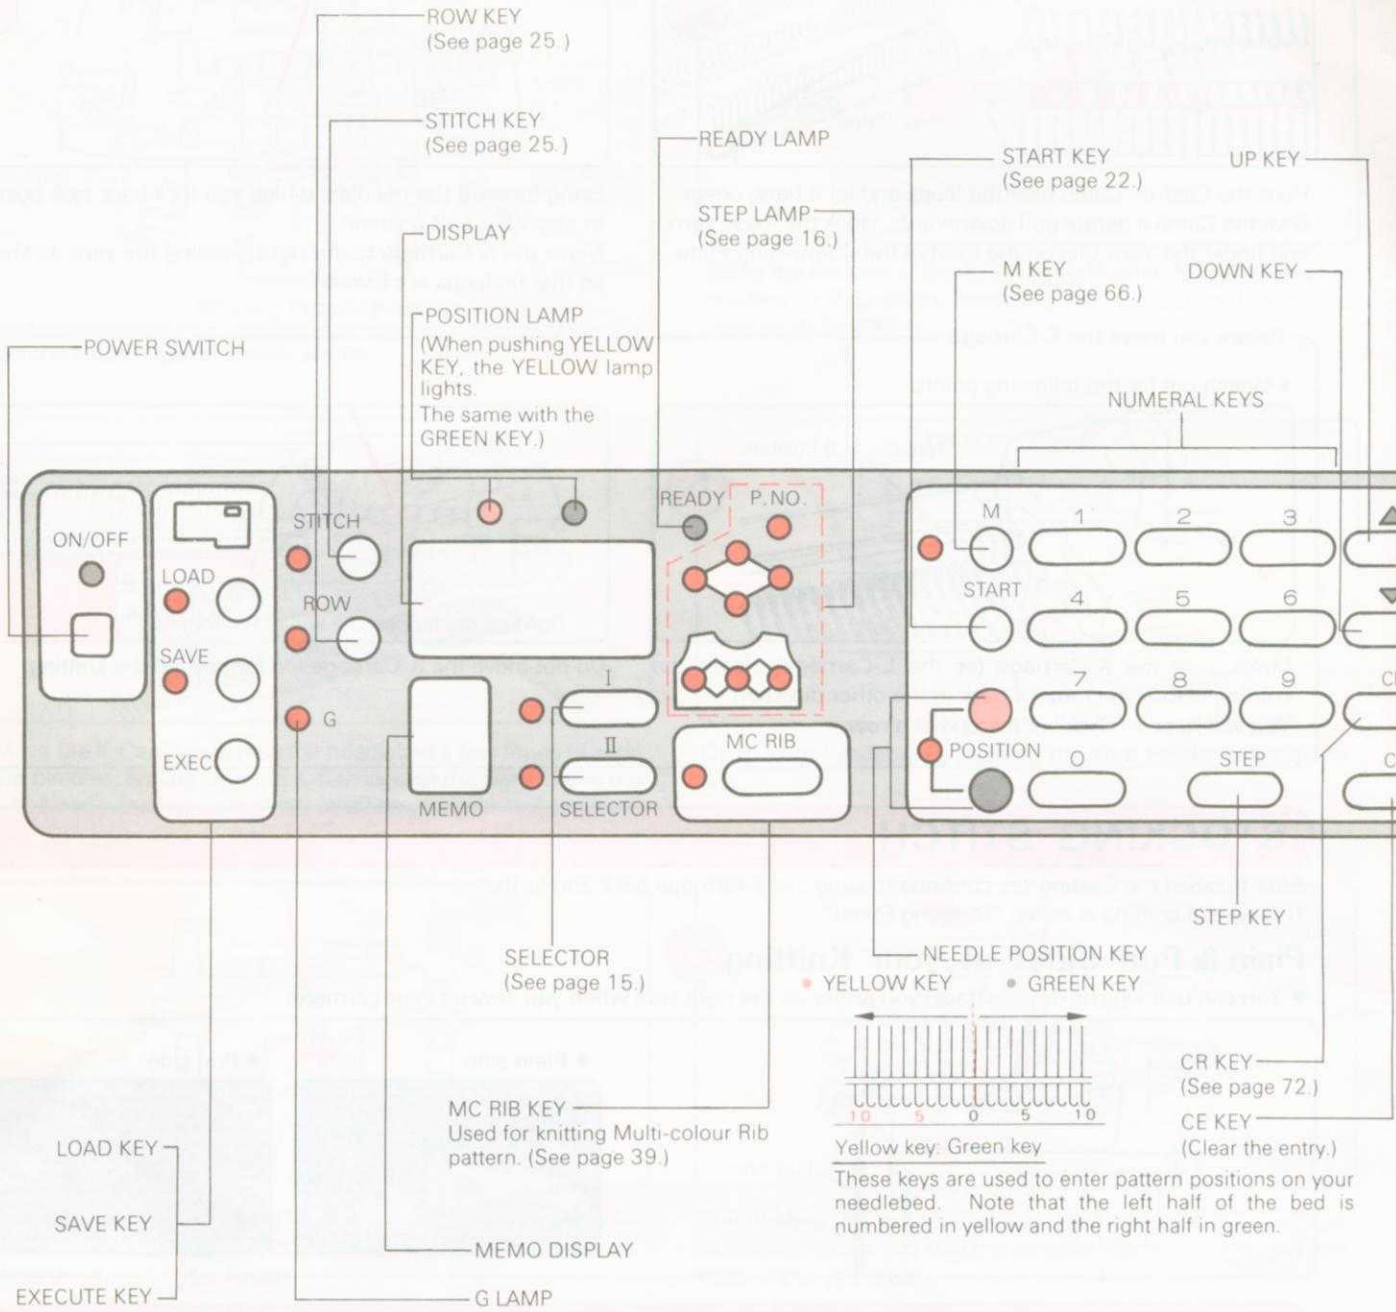 ROW KEY
(See page 25.)
STITCH KEY
(See page 25.)
DISPLAY
POSITION LAMP
(When pushing YELLOW
KEY, the YELLOW lamp
lights.
The same with the
GREEN KEY.)
POWER SWITCH
READY LAMP
STEP LAMP
(See page 16.)
START KEY
(See page 22.)
UP KEY
M KEY
(See page 66.)
DOWN KEY
NUMERAL KEYS
ON/OFF
LOAD
SAVE
EXEC
STITCH
ROW
G
MEMO
I
II
SELECTOR
READY P.NO.
MC RIB
M 1 2 3
START 4 5 6
7 8 9
POSITION 0 STEP
STEP KEY
SELECTOR
(See page 15.)
NEEDLE POSITION KEY
YELLOW KEY • GREEN KEY
10 5 0 5 10
Yellow key: Green key
These keys are used to enter pattern positions on your
needlebed. Note that the left half of the bed is
numbered in yellow and the right half in green.
CR KEY
(See page 72.)
CE KEY
(Clear the entry.)
MC RIB KEY
Used for knitting Multi-colour Rib
pattern. (See page 39.)
LOAD KEY
SAVE KEY
EXECUTE KEY
MEMO DISPLAY
G LAMP